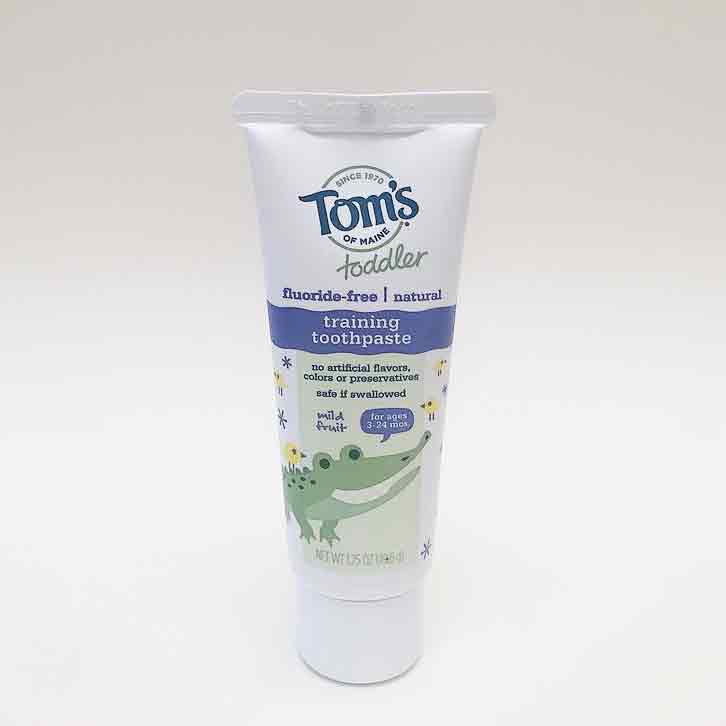 SINCE 1970
Tom's
OF MAINE
toddler
fluoride-free | natural
training
toothpaste
no artificial flavors,
colors or preservatives
safe if swallowed
mild
fruit
for ages
3-24 mos.
NET WT 1.75 OZ